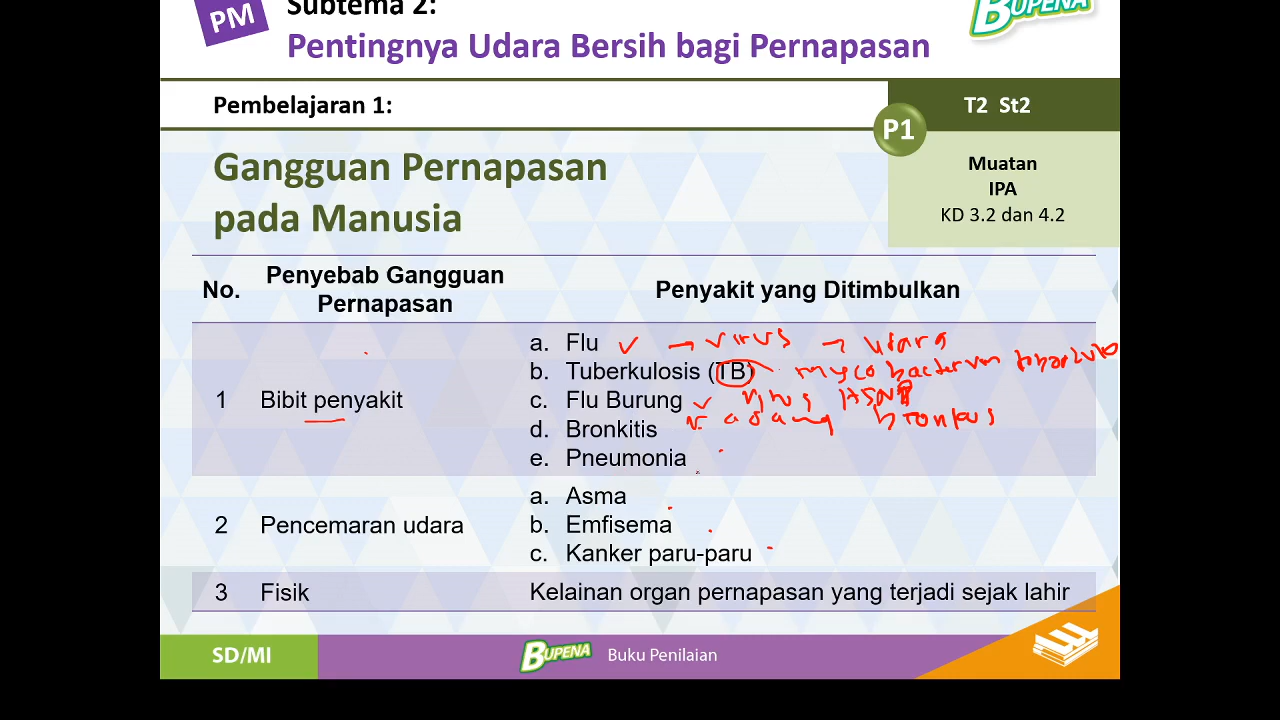 PM
Subtema 2:
BUPENA
Pentingnya Udara Bersih bagi Pernapasan
Pembelajaran 1:
T2 St2
P1
Gangguan Pernapasan
pada Manusia
Muatan
IPA
KD 3.2 dan 4.2
No.
Penyebab Gangguan
Pernapasan
Penyakit yang Ditimbulkan
1
Bibit penyakit
a. Flu → virus → udara
b. Tuberkulosis (TB) myco bacterium
c. Flu Burung virus
d. Bronkitis bronkus
e. Pneumonia
2
Pencemaran udara
a. Asma
b. Emfisema
c. Kanker paru-paru
3
Fisik
Kelainan organ pernapasan yang terjadi sejak lahir
SD/MI
BUPENA Buku Penilaian